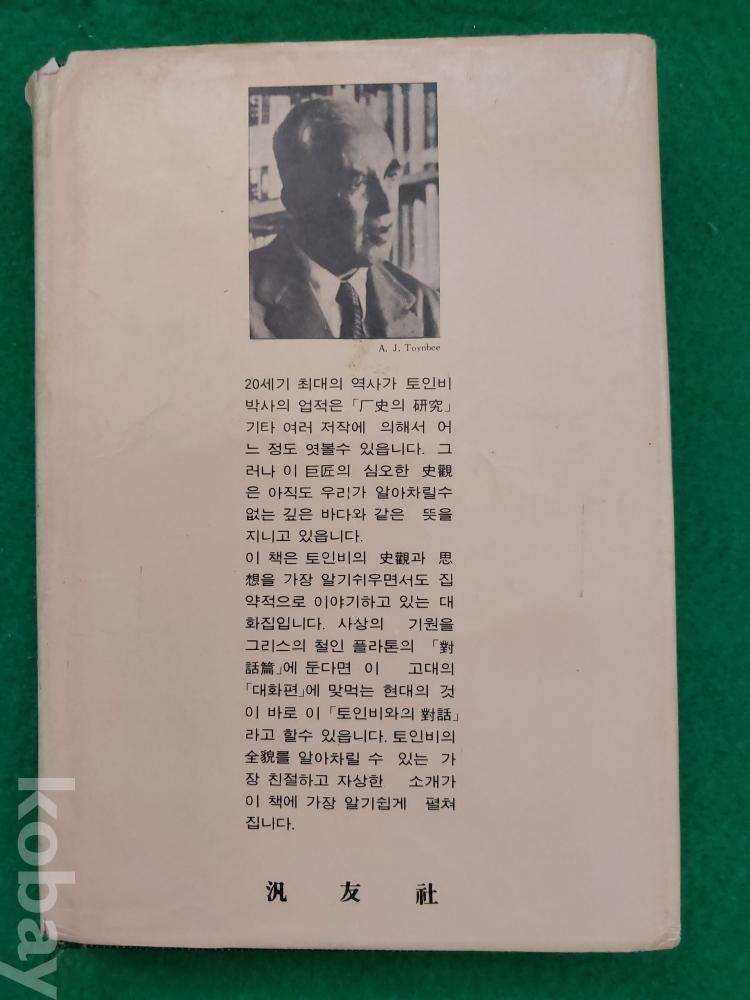 A. J. Toynbee
20세기 최대의 역사가 토인비
박사의 업적은 「厂史의 硏究」
기타 여러 저작에 의해서 어
느 정도 엿볼수 있읍니다. 그
러나 이 巨匠의 심오한 史觀
은 아직도 우리가 알아차릴수
없는 깊은 바다와 같은 뜻을
지니고 있읍니다.
이 책은 토인비의 史觀과 思
想을 가장 알기쉬우면서도 집
약적으로 이야기하고 있는 대
화집입니다. 사상의 기원을
그리스의 철인 플라톤의 「對
話篇」에 둔다면 이 고대의
「대화편」에 맞먹는 현대의 것
이 바로 이 「토인비와의 對話」
라고 할수 있읍니다. 토인비의
全貌를 알아차릴 수 있는 가
장 친절하고 자상한 소개가
이 책에 가장 알기쉽게 펼쳐
집니다.
汎友社
kobay